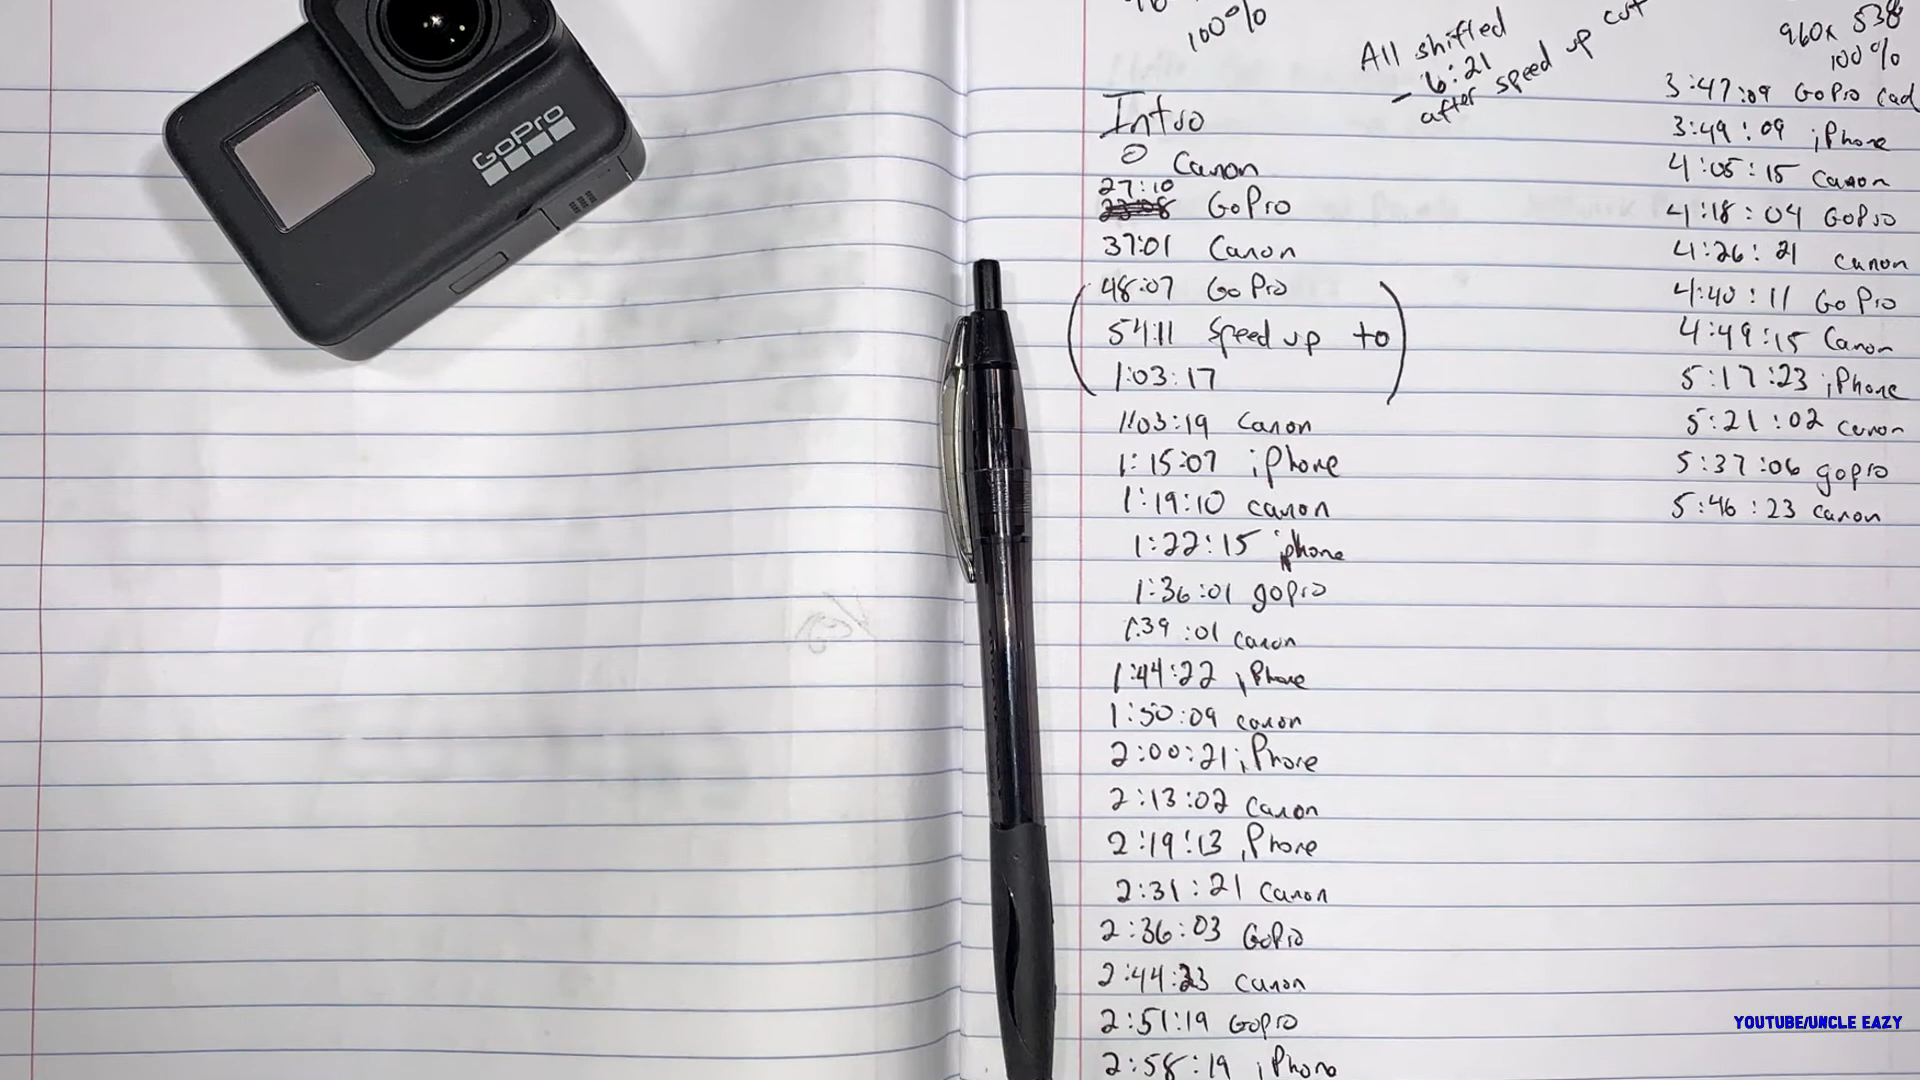 GoPro
100%
All shifted
- 6:21
after speed up cut
960x 538
100%
Intro
0 Canon
27:10
GoPro
37:01 Canon
48:07 GoPro
54:11 Speed up to
1:03:17
1:03:19 Canon
1:15:07 iPhone
1:19:10 canon
1:22:15 iphone
1:36:01 gopro
1:39:01 canon
1:44:22 iPhone
1:50:09 canon
2:00:21 iPhone
2:13:02 Canon
2:19:13 iPhone
2:31:21 Canon
2:36:03 GoPro
2:44:23 Canon
2:51:19 Gopro
2:58:19 iPhone
3:47:09 GoPro
3:49:09 iPhone
4:05:15 Canon
4:18:04 GoPro
4:26:21 canon
4:40:11 GoPro
4:49:15 Canon
5:17:23 iPhone
5:21:02 canon
5:37:06 gopro
5:46:23 canon
YOUTUBE/UNCLE EAZY